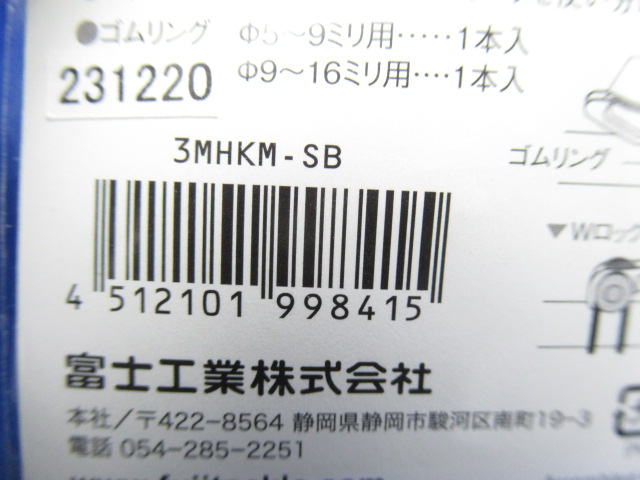 ●ゴムリング Φ5～9ミリ用‥‥‥1本入
Φ9～16ミリ用‥‥1本入
231220
3MHKM-SB
ゴムリング
▼Wロック
4 512101 998415
富士工業株式会社
本社/〒422-8564 静岡県静岡市駿河区南町19-3
電話 054-285-2251